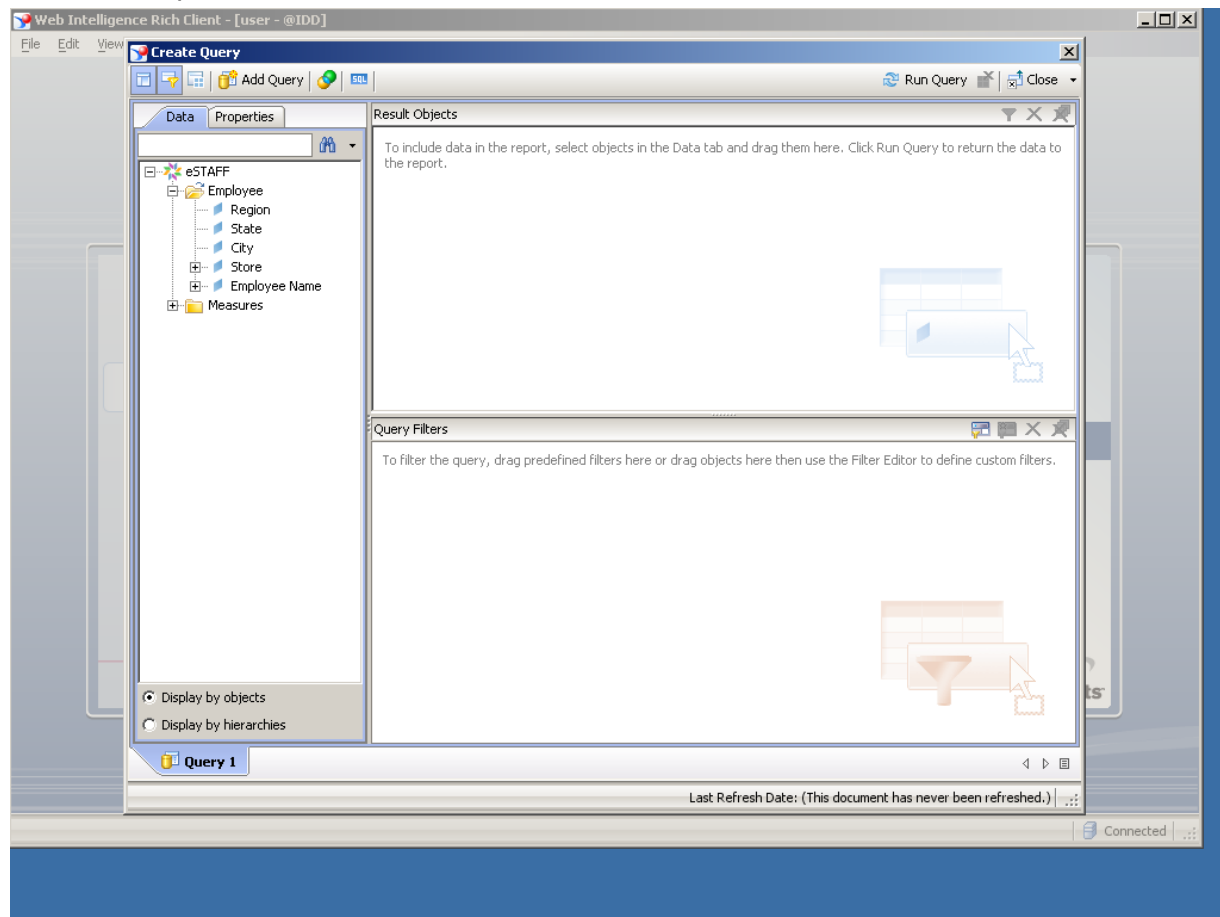 Web Intelligence Rich Client - [user - @IDD]
File Edit View
Create Query
Add Query
SQL
Run Query
Close
Data Properties
Result Objects
To include data in the report, select objects in the Data tab and drag them here. Click Run Query to return the data to
the report.
eSTAFF
Employee
Region
State
City
Store
Employee Name
Measures
Query Filters
To filter the query, drag predefined filters here or drag objects here then use the Filter Editor to define custom filters.
Display by objects
Display by hierarchies
Query 1
Last Refresh Date: (This document has never been refreshed.)
Connected